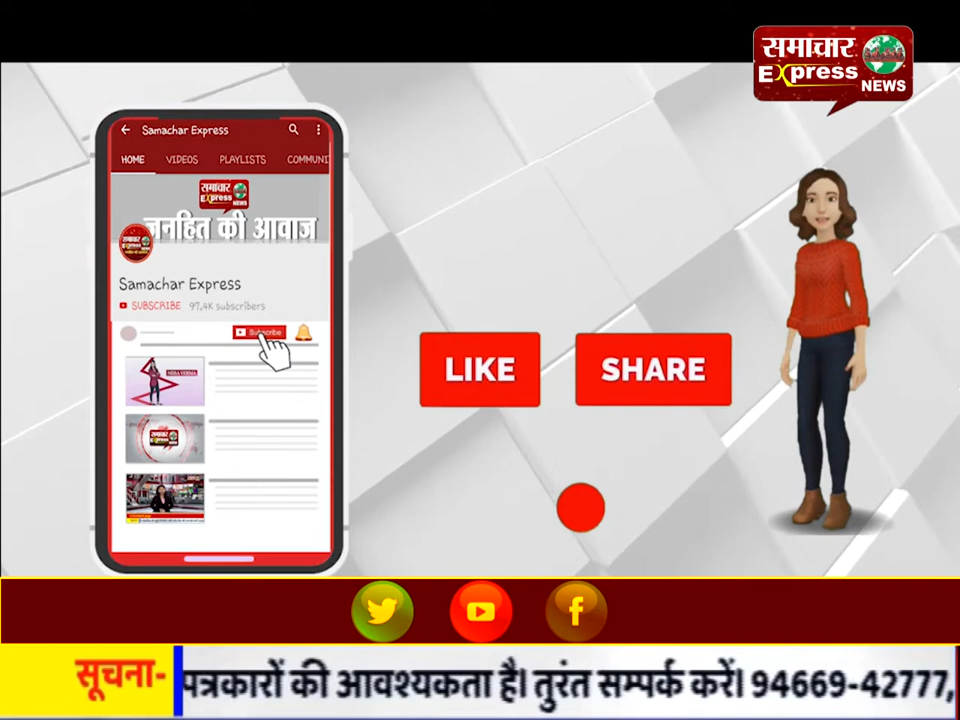 समाचार
Express
NEWS
Samachar Express
HOME VIDEOS PLAYLISTS COMMUNI
समाचार
Express
NEWS
जनहित की आवाज
Samachar Express
SUBSCRIBE 97.4K subscribers
Subscribe
LIKE SHARE
सूचना- पत्रकारों की आवश्यकता है। तुरंत सम्पर्क करें। 94669-42777,